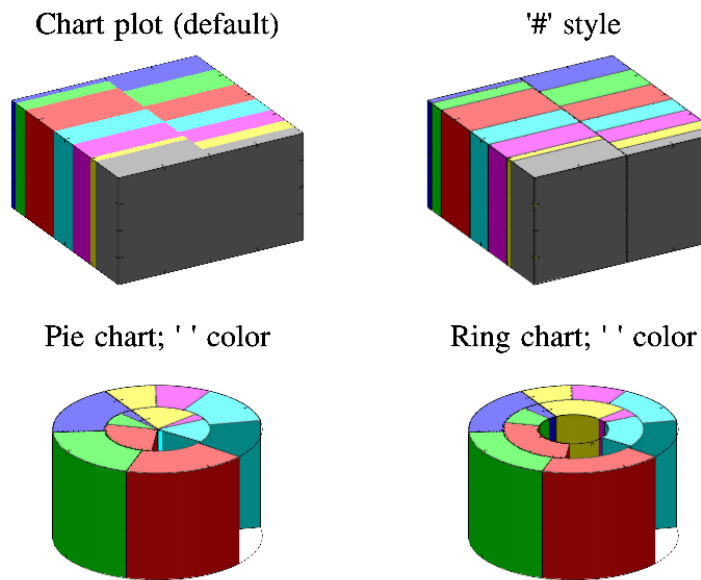 Chart plot (default)
'#' style
Pie chart; ' ' color
Ring chart; ' ' color